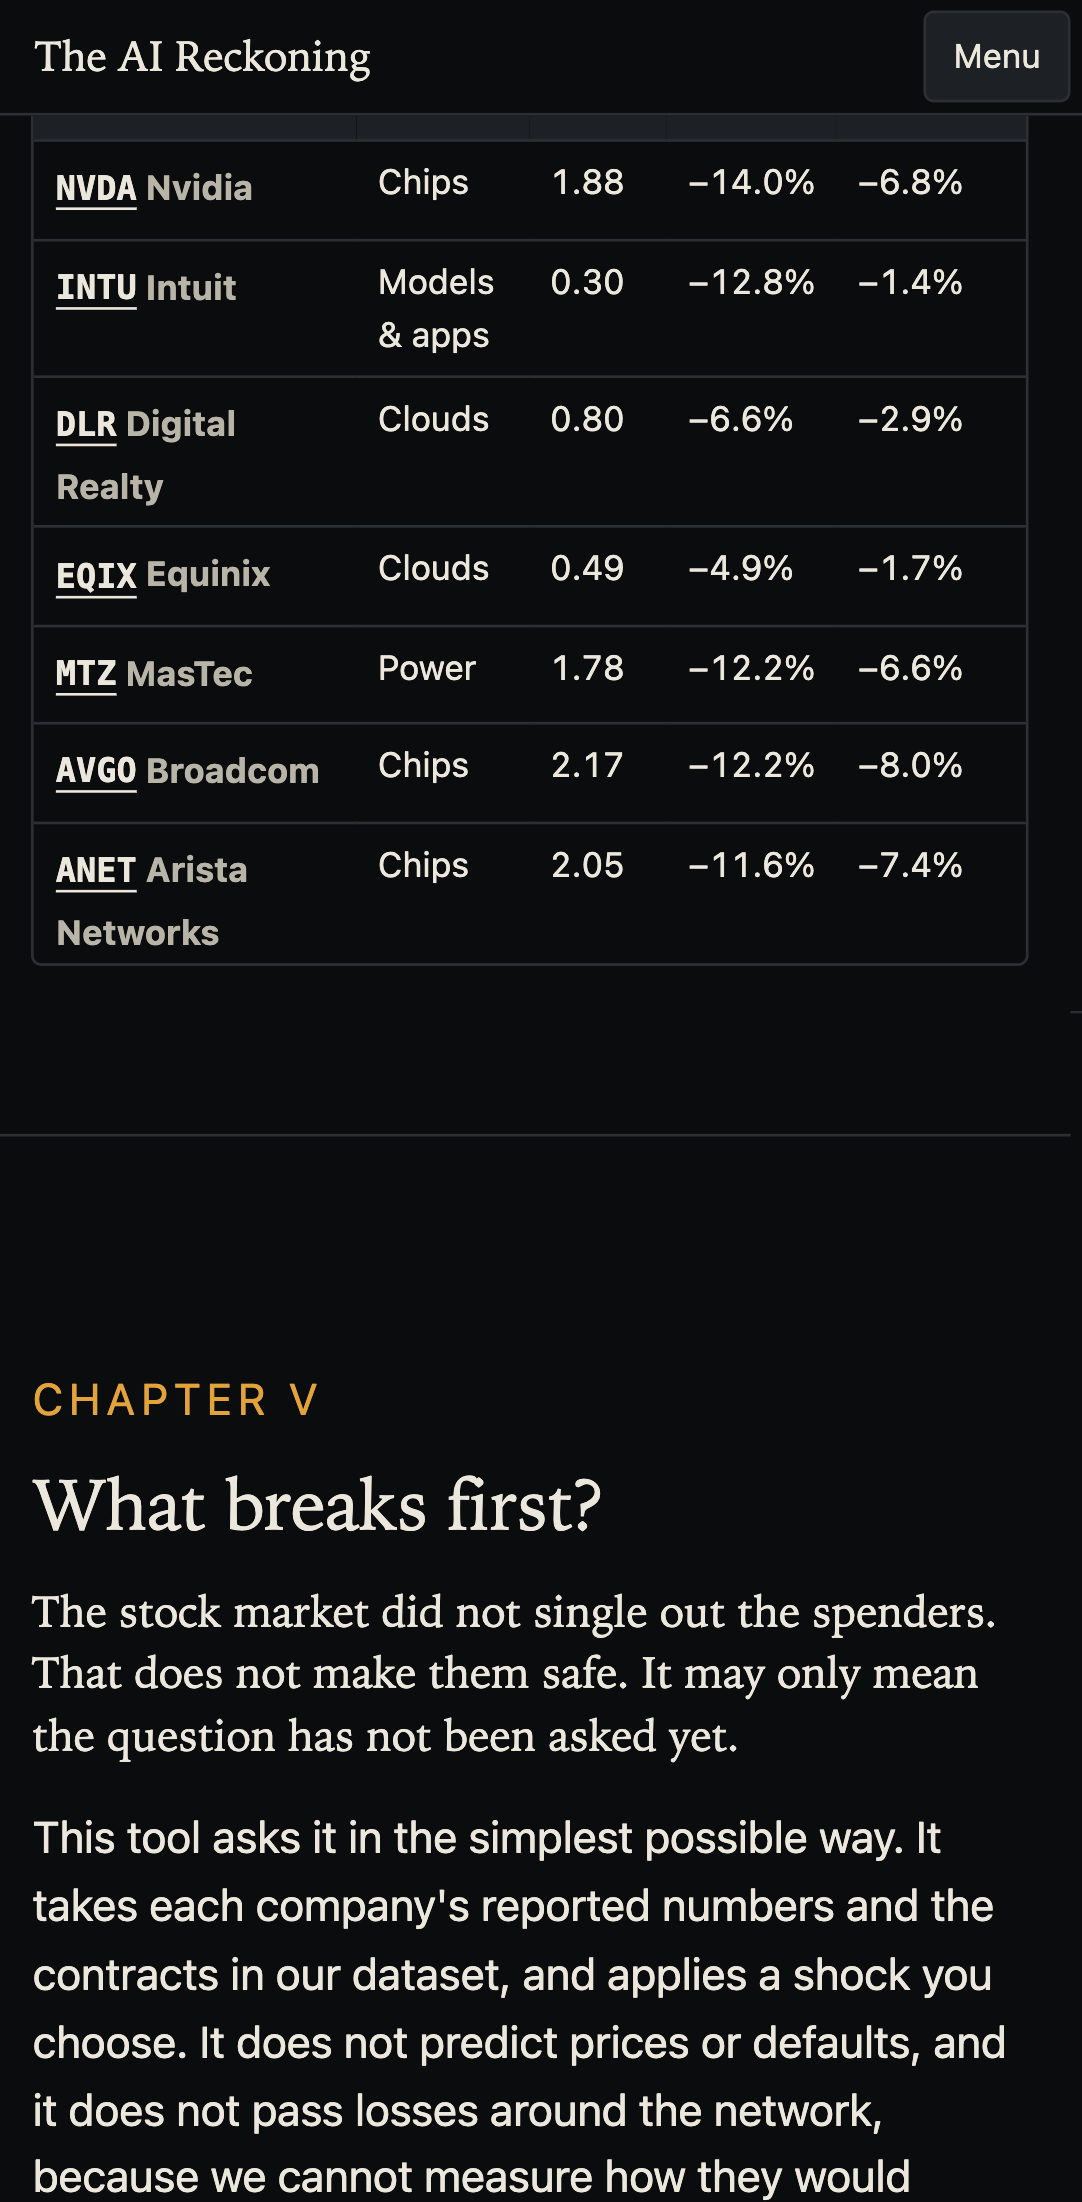 The AI Reckoning
Menu
NVDA Nvidia Chips 1.88 −14.0% −6.8%
INTU Intuit Models & apps 0.30 −12.8% −1.4%
DLR Digital Realty Clouds 0.80 −6.6% −2.9%
EQIX Equinix Clouds 0.49 −4.9% −1.7%
MTZ MasTec Power 1.78 −12.2% −6.6%
AVGO Broadcom Chips 2.17 −12.2% −8.0%
ANET Arista Networks Chips 2.05 −11.6% −7.4%
CHAPTER V
What breaks first?
The stock market did not single out the spenders.
That does not make them safe. It may only mean
the question has not been asked yet.
This tool asks it in the simplest possible way. It
takes each company's reported numbers and the
contracts in our dataset, and applies a shock you
choose. It does not predict prices or defaults, and
it does not pass losses around the network,
because we cannot measure how they would